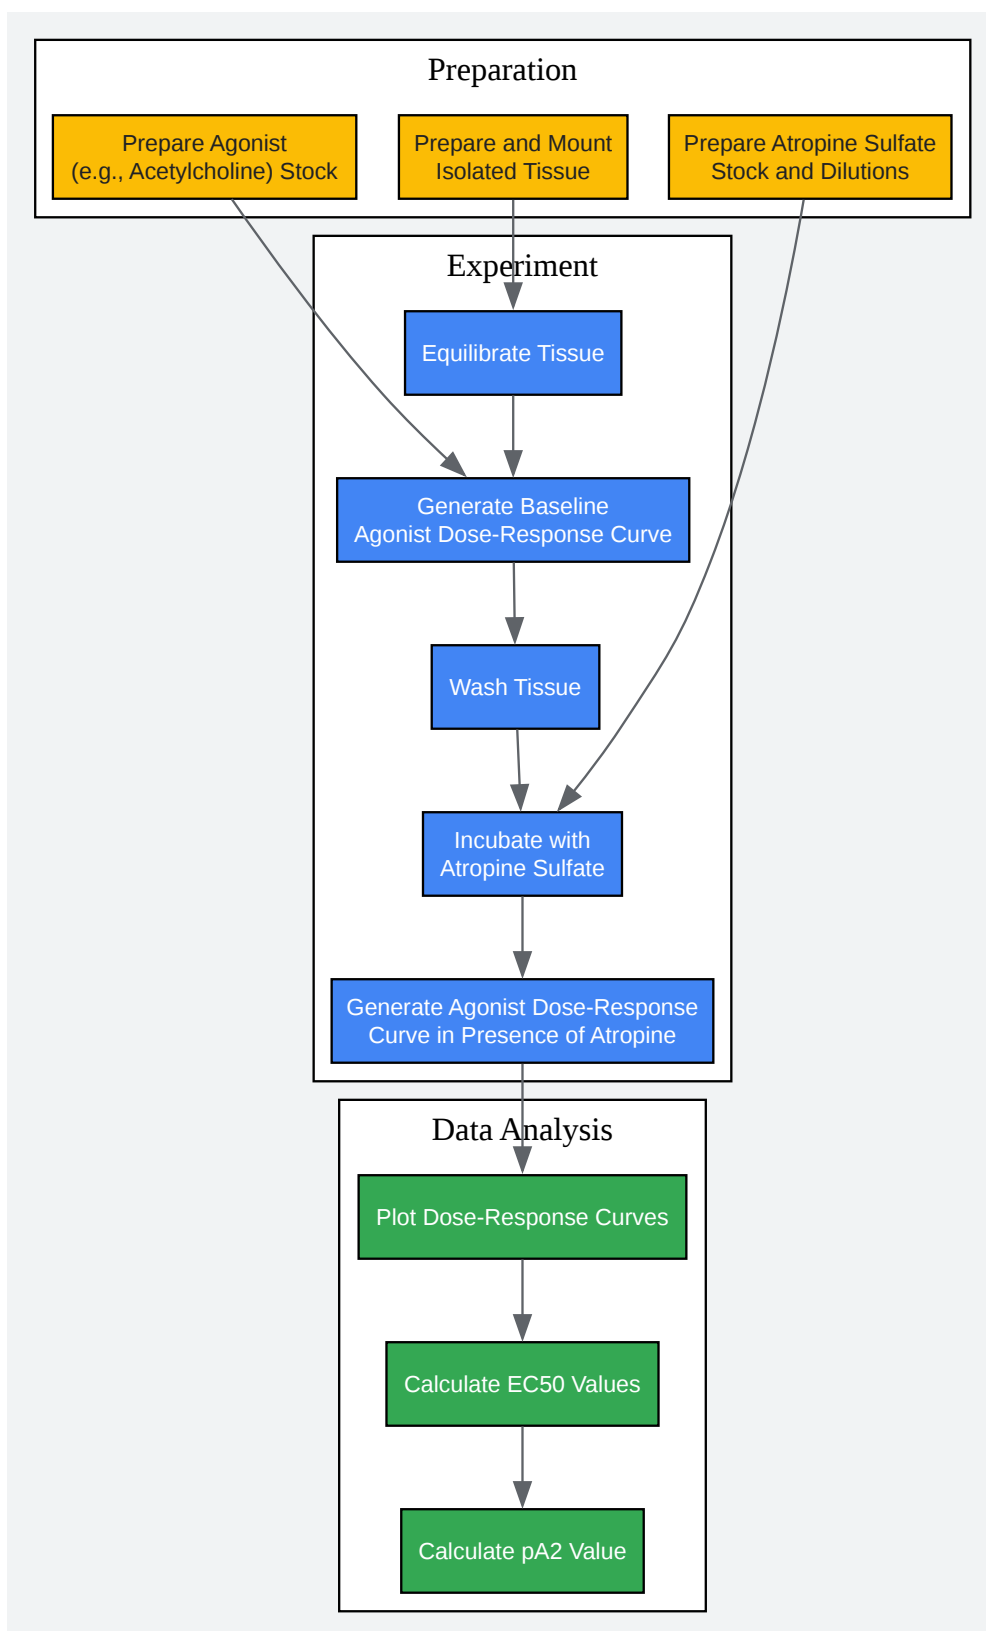 Preparation
Prepare Agonist
(e.g., Acetylcholine) Stock
Prepare and Mount
Isolated Tissue
Prepare Atropine Sulfate
Stock and Dilutions
Experiment
Equilibrate Tissue
Generate Baseline
Agonist Dose-Response Curve
Wash Tissue
Incubate with
Atropine Sulfate
Generate Agonist Dose-Response
Curve in Presence of Atropine
Data Analysis
Plot Dose-Response Curves
Calculate EC50 Values
Calculate pA2 Value